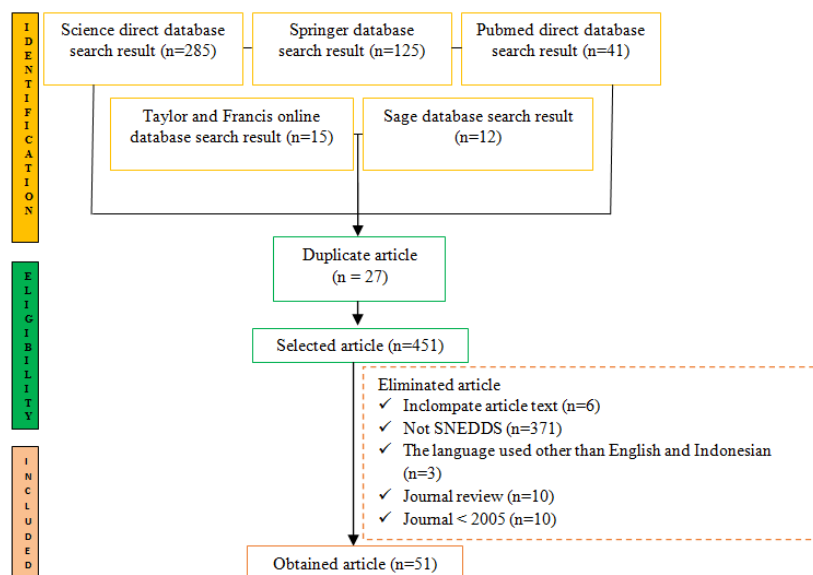 IDENTIFICATION
Science direct database
search result (n=285)
Springer database
search result (n=125)
Pubmed direct database
search result (n=41)
Taylor and Francis online
database search result (n=15)
Sage database search result
(n=12)
Duplicate article
(n = 27)
ELIGIBILITY
Selected article (n=451)
Eliminated article
✓ Inclompate article text (n=6)
✓ Not SNEDDS (n=371)
✓ The language used other than English and Indonesian
(n=3)
✓ Journal review (n=10)
✓ Journal < 2005 (n=10)
INCLUDED
Obtained article (n=51)